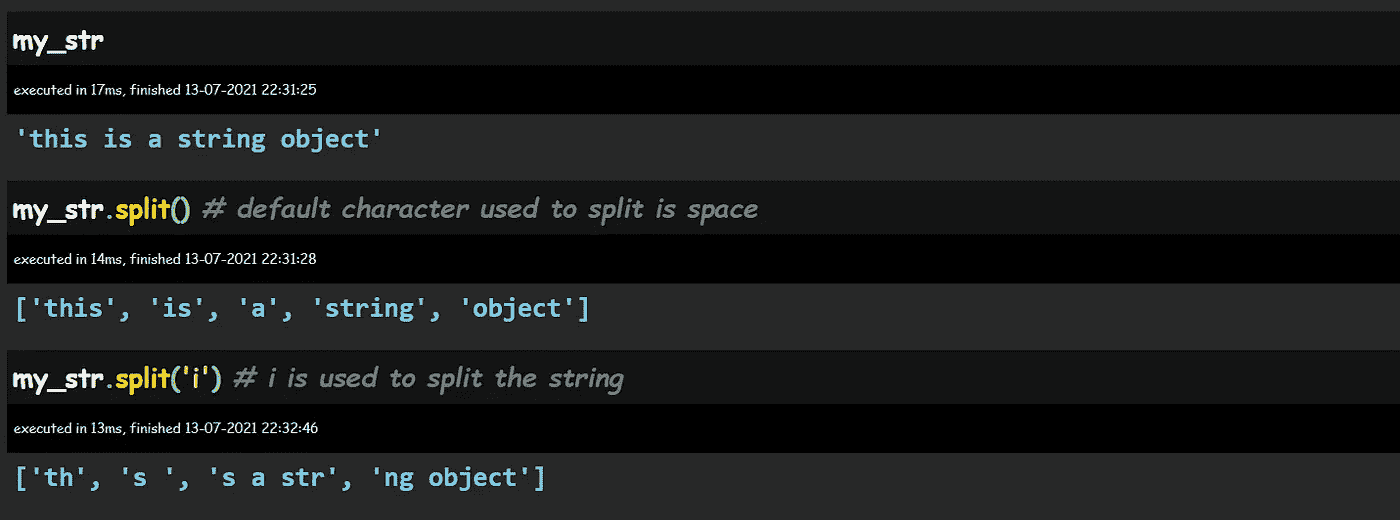 my_str
executed in 17ms, finished 13-07-2021 22:31:25
'this is a string object'
my_str.split() # default character used to split is space
executed in 14ms, finished 13-07-2021 22:31:28
['this', 'is', 'a', 'string', 'object']
my_str.split('i') # i is used to split the string
executed in 13ms, finished 13-07-2021 22:32:46
['th', 's ', 's a str', 'ng object']